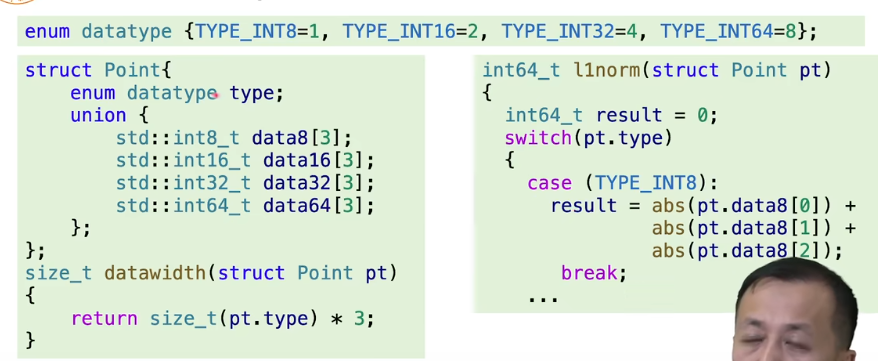 enum datatype {TYPE_INT8=1, TYPE_INT16=2, TYPE_INT32=4, TYPE_INT64=8};
struct Point{
    enum datatype type;
    union {
        std::int8_t data8[3];
        std::int16_t data16[3];
        std::int32_t data32[3];
        std::int64_t data64[3];
    };
};
size_t datawidth(struct Point pt)
{
    return size_t(pt.type) * 3;
}
int64_t l1norm(struct Point pt)
{
  int64_t result = 0;
  switch(pt.type)
  {
    case (TYPE_INT8):
      result = abs(pt.data8[0]) +
               abs(pt.data8[1]) +
               abs(pt.data8[2]);
       break;
    ...